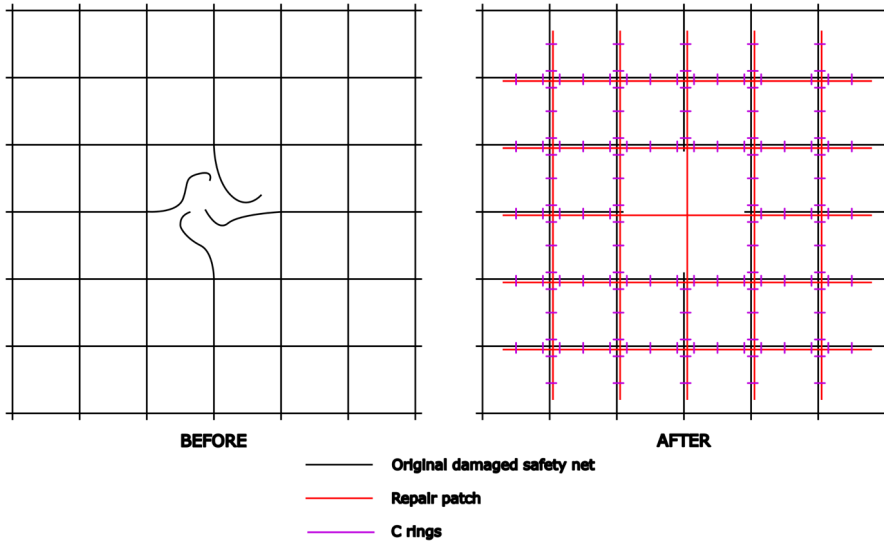 BEFORE
AFTER
Original damaged safety net
Repair patch
C rings